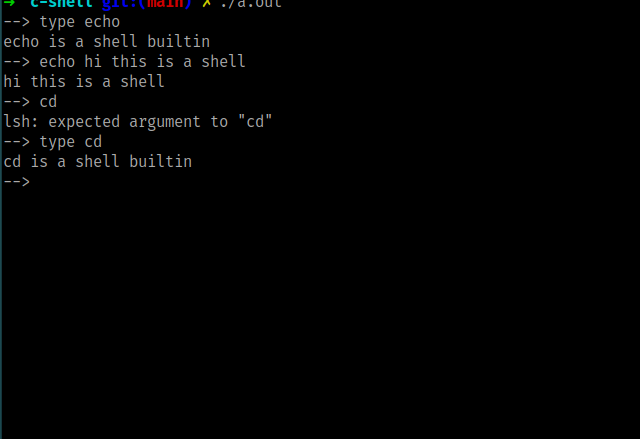 ➜ c-shell git:(main) ✗ ./a.out
--> type echo
echo is a shell builtin
--> echo hi this is a shell
hi this is a shell
--> cd
lsh: expected argument to "cd"
--> type cd
cd is a shell builtin
-->